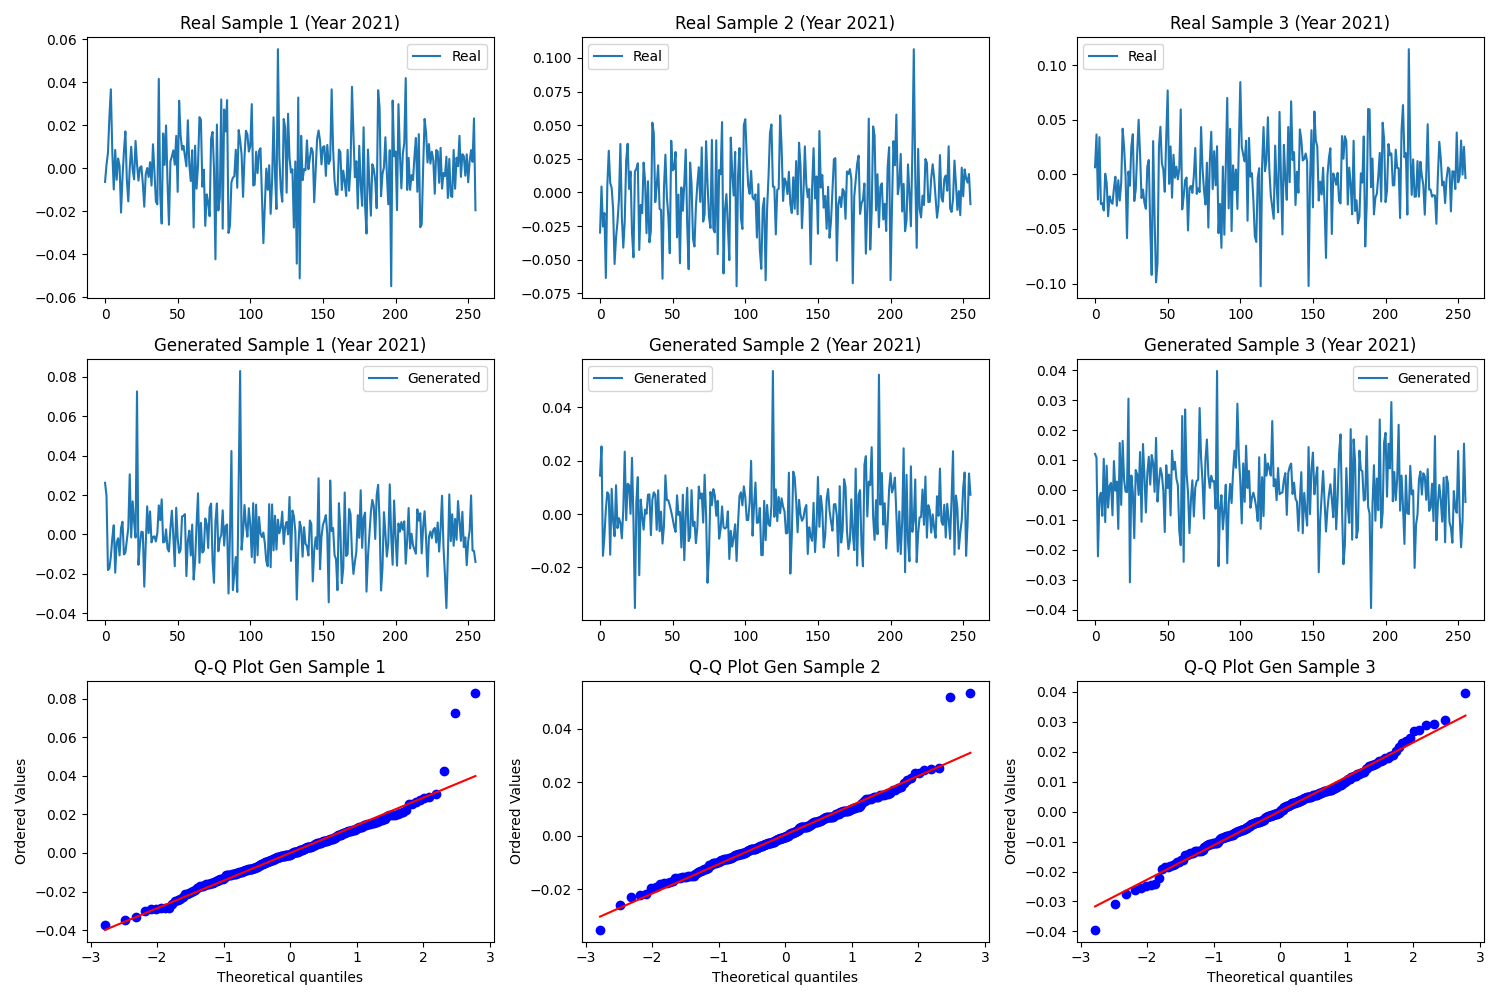 Real Sample 1 (Year 2021)
Real Sample 2 (Year 2021)
Real Sample 3 (Year 2021)
0.06
0.04
0.02
0.00
−0.02
−0.04
−0.06
Real
0 50 100 150 200 250
0.100
0.075
0.050
0.025
0.000
−0.025
−0.050
−0.075
Real
0 50 100 150 200 250
0.10
0.05
0.00
−0.05
−0.10
Real
0 50 100 150 200 250
Generated Sample 1 (Year 2021)
Generated Sample 2 (Year 2021)
Generated Sample 3 (Year 2021)
0.08
0.06
0.04
0.02
0.00
−0.02
−0.04
Generated
0 50 100 150 200 250
0.04
0.02
0.00
−0.02
Generated
0 50 100 150 200 250
0.04
0.03
0.02
0.01
0.00
−0.01
−0.02
−0.03
−0.04
Generated
0 50 100 150 200 250
Q-Q Plot Gen Sample 1
Q-Q Plot Gen Sample 2
Q-Q Plot Gen Sample 3
Ordered Values
0.08
0.06
0.04
0.02
0.00
−0.02
−0.04
−3 −2 −1 0 1 2 3
Theoretical quantiles
Ordered Values
0.04
0.02
0.00
−0.02
−3 −2 −1 0 1 2 3
Theoretical quantiles
Ordered Values
0.04
0.03
0.02
0.01
0.00
−0.01
−0.02
−0.03
−0.04
−3 −2 −1 0 1 2 3
Theoretical quantiles